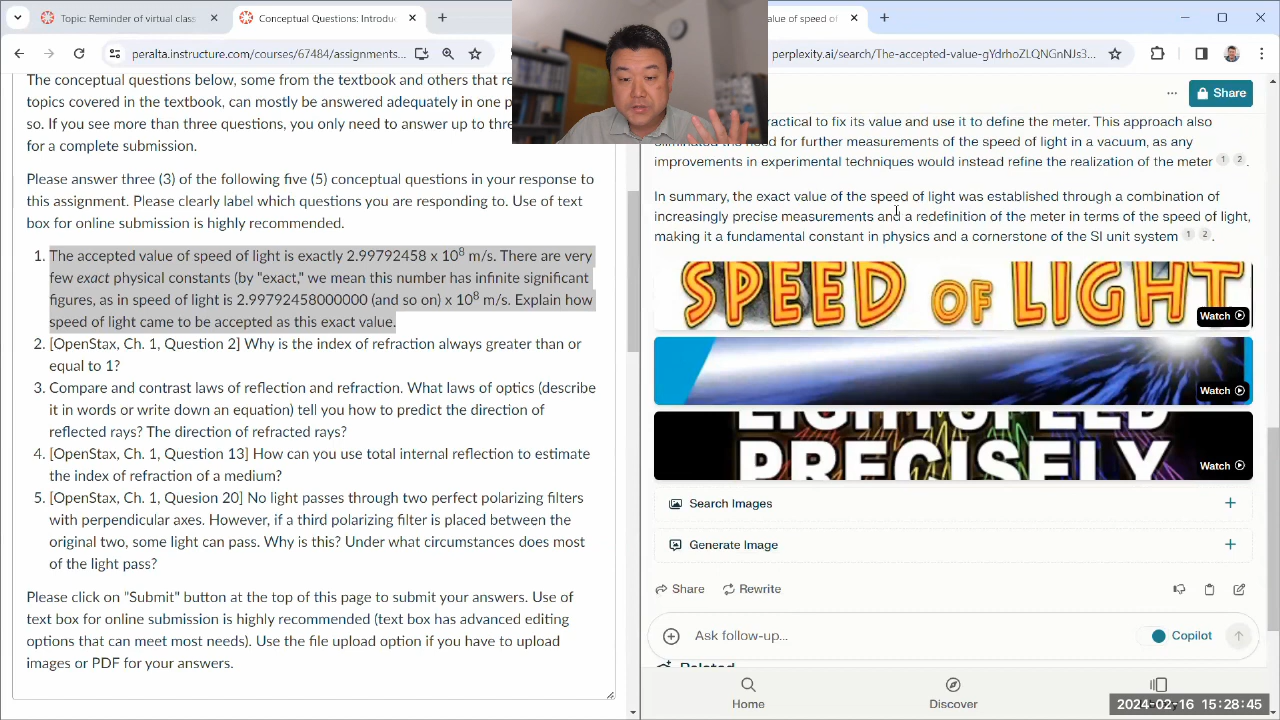 Topic: Reminder of virtual class
Conceptual Questions: Introdu
value of speed of
peralta.instructure.com/courses/67484/assignments...
perplexity.ai/search/The-accepted-value-gYdrhoZLQNGnNJs3...
The conceptual questions below, some from the textbook and others that re
topics covered in the textbook, can mostly be answered adequately in one p
so. If you see more than three questions, you only need to answer up to thre
for a complete submission.
Please answer three (3) of the following five (5) conceptual questions in your response to
this assignment. Please clearly label which questions you are responding to. Use of text
box for online submission is highly recommended.
1. The accepted value of speed of light is exactly 2.99792458 x 10⁸ m/s. There are very
few exact physical constants (by "exact," we mean this number has infinite significant
figures, as in speed of light is 2.99792458000000 (and so on) x 10⁸ m/s. Explain how
speed of light came to be accepted as this exact value.
2. [OpenStax, Ch. 1, Question 2] Why is the index of refraction always greater than or
equal to 1?
3. Compare and contrast laws of reflection and refraction. What laws of optics (describe
it in words or write down an equation) tell you how to predict the direction of
reflected rays? The direction of refracted rays?
4. [OpenStax, Ch. 1, Question 13] How can you use total internal reflection to estimate
the index of refraction of a medium?
5. [OpenStax, Ch. 1, Quesion 20] No light passes through two perfect polarizing filters
with perpendicular axes. However, if a third polarizing filter is placed between the
original two, some light can pass. Why is this? Under what circumstances does most
of the light pass?
Please click on "Submit" button at the top of this page to submit your answers. Use of
text box for online submission is highly recommended (text box has advanced editing
options that can meet most needs). Use the file upload option if you have to upload
images or PDF for your answers.
Share
practical to fix its value and use it to define the meter. This approach also
eliminated the need for further measurements of the speed of light in a vacuum, as any
improvements in experimental techniques would instead refine the realization of the meter 1 2 .
In summary, the exact value of the speed of light was established through a combination of
increasingly precise measurements and a redefinition of the meter in terms of the speed of light,
making it a fundamental constant in physics and a cornerstone of the SI unit system 1 2 .
SPEED OF LIGHT
Watch
Watch
LIGHTSPEED
PRECISELY
Watch
Search Images
Generate Image
Share Rewrite
Ask follow-up... Copilot
Related
Home Discover
2024-02-16 15:28:45